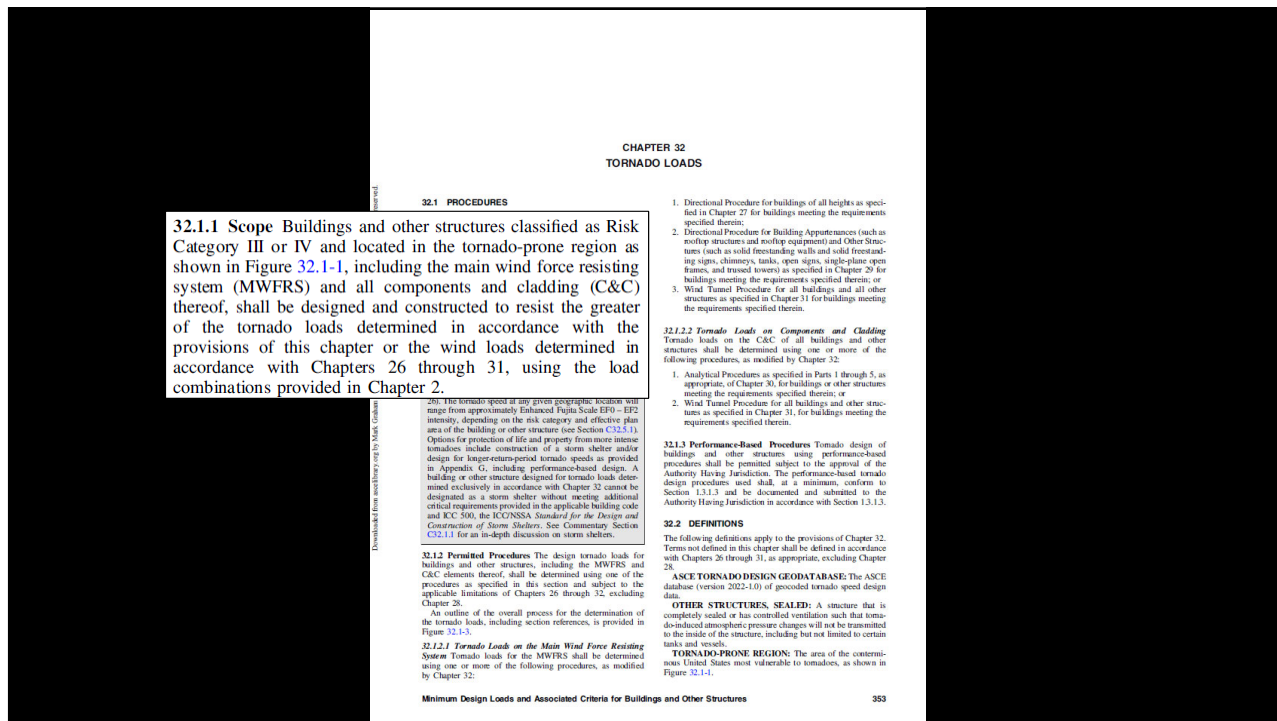 CHAPTER 32
TORNADO LOADS
Downloaded from ascelibrary.org by Mark Graham
reserved.
32.1 PROCEDURES
32.1.1 Scope Buildings and other structures classified as Risk
Category III or IV and located in the tornado-prone region as
shown in Figure 32.1-1, including the main wind force resisting
system (MWFRS) and all components and cladding (C&C)
thereof, shall be designed and constructed to resist the greater
of the tornado loads determined in accordance with the
provisions of this chapter or the wind loads determined in
accordance with Chapters 26 through 31, using the load
combinations provided in Chapter 2.
26). The tornado speed at any given geographic location will
range from approximately Enhanced Fujita Scale EF0 – EF2
intensity, depending on the risk category and effective plan
area of the building or other structure (see Section C32.5.1).
Options for protection of life and property from more intense
tornadoes include construction of a storm shelter and/or
design for longer-return-period tornado speeds as provided
in Appendix G, including performance-based design. A
building or other structure designed for tornado loads deter-
mined exclusively in accordance with Chapter 32 cannot be
designated as a storm shelter without meeting additional
critical requirements provided in the applicable building code
and ICC 500, the ICC/NSSA Standard for the Design and
Construction of Storm Shelters. See Commentary Section
C32.1.1 for an in-depth discussion on storm shelters.
32.1.2 Permitted Procedures The design tornado loads for
buildings and other structures, including the MWFRS and
C&C elements thereof, shall be determined using one of the
procedures as specified in this section and subject to the
applicable limitations of Chapters 26 through 32, excluding
Chapter 28.
An outline of the overall process for the determination of
the tornado loads, including section references, is provided in
Figure 32.1-3.
32.1.2.1 Tornado Loads on the Main Wind Force Resisting
System Tornado loads for the MWFRS shall be determined
using one or more of the following procedures, as modified
by Chapter 32:
1. Directional Procedure for buildings of all heights as speci-
fied in Chapter 27 for buildings meeting the requirements
specified therein;
2. Directional Procedure for Building Appurtenances (such as
rooftop structures and rooftop equipment) and Other Struc-
tures (such as solid freestanding walls and solid freestand-
ing signs, chimneys, tanks, open signs, single-plane open
frames, and trussed towers) as specified in Chapter 29 for
buildings meeting the requirements specified therein; or
3. Wind Tunnel Procedure for all buildings and all other
structures as specified in Chapter 31 for buildings meeting
the requirements specified therein.
32.1.2.2 Tornado Loads on Components and Cladding
Tornado loads on the C&C of all buildings and other
structures shall be determined using one or more of the
following procedures, as modified by Chapter 32:
1. Analytical Procedures as specified in Parts 1 through 5, as
appropriate, of Chapter 30, for buildings or other structures
meeting the requirements specified therein; or
2. Wind Tunnel Procedure for all buildings and other struc-
tures as specified in Chapter 31, for buildings meeting the
requirements specified therein.
32.1.3 Performance-Based Procedures Tornado design of
buildings and other structures using performance-based
procedures shall be permitted subject to the approval of the
Authority Having Jurisdiction. The performance-based tornado
design procedures used shall, at a minimum, conform to
Section 1.3.1.3 and be documented and submitted to the
Authority Having Jurisdiction in accordance with Section 1.3.1.3.
32.2 DEFINITIONS
The following definitions apply to the provisions of Chapter 32.
Terms not defined in this chapter shall be defined in accordance
with Chapters 26 through 31, as appropriate, excluding Chapter
28.
ASCE TORNADO DESIGN GEODATABASE: The ASCE
database (version 2022-1.0) of geocoded tornado speed design
data.
OTHER STRUCTURES, SEALED: A structure that is
completely sealed or has controlled ventilation such that torna-
do-induced atmospheric pressure changes will not be transmitted
to the inside of the structure, including but not limited to certain
tanks and vessels.
TORNADO-PRONE REGION: The area of the contermi-
nous United States most vulnerable to tornadoes, as shown in
Figure 32.1-1.
Minimum Design Loads and Associated Criteria for Buildings and Other Structures
353